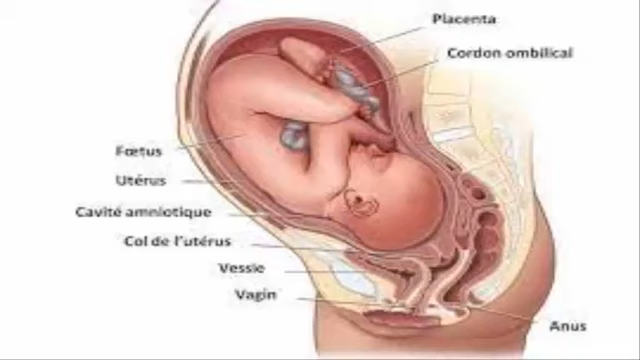 Placenta
Cordon ombilical
Fœtus
Utérus
Cavité amniotique
Col de l'utérus
Vessie
Vagin
Anus